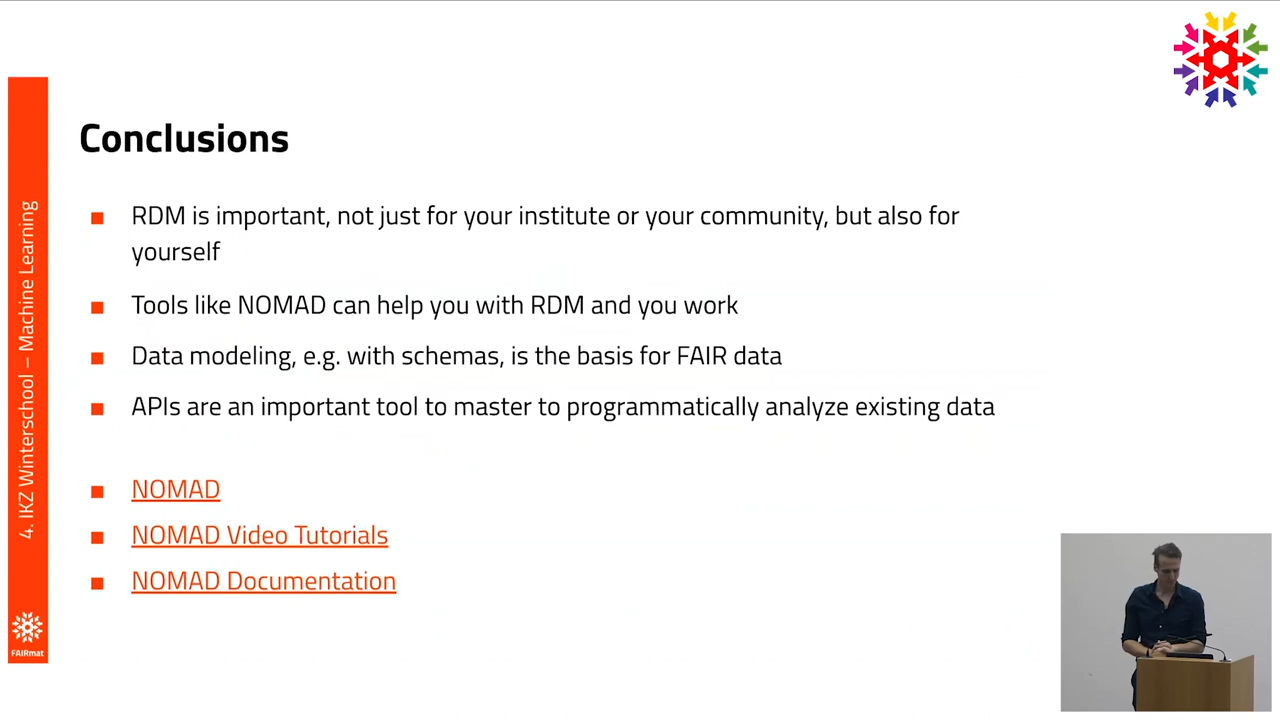 Conclusions
RDM is important, not just for your institute or your community, but also for
yourself
Tools like NOMAD can help you with RDM and you work
Data modeling, e.g. with schemas, is the basis for FAIR data
APIs are an important tool to master to programmatically analyze existing data
NOMAD
NOMAD Video Tutorials
NOMAD Documentation
4. IKZ Winterschool – Machine Learning
FAIRmat